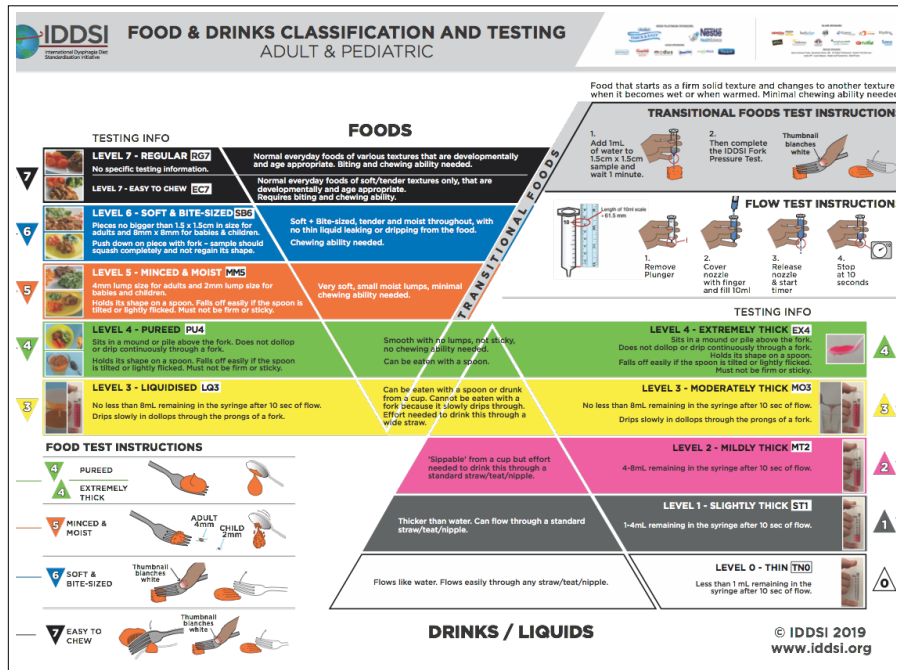 IDDSI
International Dysphagia Diet
Standardisation Initiative
FOOD & DRINKS CLASSIFICATION AND TESTING
ADULT & PEDIATRIC
Nestlé
Food that starts as a firm solid texture and changes to another texture
when it becomes wet or when warmed. Minimal chewing ability needed
TRANSITIONAL FOODS TEST INSTRUCTI
1.
Add 1mL
of water to
1.5cm x 1.5cm
sample and
wait 1 minute.
2.
Then complete
the IDDSI Fork
Pressure Test.
Thumbnail
blanches
white
FLOW TEST INSTRUCTION
Length of 10ml scale
= 61.5 mm
10
1.
Remove
Plunger
2.
Cover
nozzle
with finger
and fill 10ml
3.
Release
nozzle
& start
timer
4.
Stop
at 10
seconds
TESTING INFO
FOODS
TRANSITIONAL FOODS
7
LEVEL 7 - REGULAR RG7
No specific testing information.
Normal everyday foods of various textures that are developmentally
and age appropriate. Biting and chewing ability needed.
LEVEL 7 - EASY TO CHEW EC7
Normal everyday foods of soft/tender textures only, that are
developmentally and age appropriate.
Requires biting and chewing ability.
6
LEVEL 6 - SOFT & BITE-SIZED SB6
Pieces no bigger than 1.5 x 1.5cm in size for
adults and 8mm x 8mm for babies & children.
Push down on piece with fork - sample should
squash completely and not regain its shape.
Soft + Bite-sized, tender and moist throughout, with
no thin liquid leaking or dripping from the food.
Chewing ability needed.
5
LEVEL 5 - MINCED & MOIST MM5
4mm lump size for adults and 2mm lump size for
babies and children.
Holds its shape on a spoon. Falls off easily if the spoon is
tilted or lightly flicked. Must not be firm or sticky.
Very soft, small moist lumps, minimal
chewing ability needed.
4
LEVEL 4 - PUREED PU4
Sits in a mound or pile above the fork. Does not dollop
or drip continuously through a fork.
Holds its shape on a spoon. Falls off easily if the spoon
is tilted or lightly flicked. Must not be firm or sticky.
Smooth with no lumps, not sticky,
no chewing ability needed.
Can be eaten with a spoon.
TESTING INFO
LEVEL 4 - EXTREMELY THICK EX4
Sits in a mound or pile above the fork.
Does not dollop or drip continuously through a fork.
Holds its shape on a spoon.
Falls off easily if the spoon is tilted or lightly flicked.
Must not be firm or sticky.
4
3
LEVEL 3 - LIQUIDISED LQ3
No less than 8mL remaining in the syringe after 10 sec of flow.
Drips slowly in dollops through the prongs of a fork.
Can be eaten with a spoon or drunk
from a cup. Cannot be eaten with a
fork because it slowly drips through.
Effort needed to drink this through a
wide straw.
LEVEL 3 - MODERATELY THICK MO3
No less than 8mL remaining in the syringe after 10 sec of flow.
Drips slowly in dollops through the prongs of a fork.
3
'Sippable' from a cup but effort
needed to drink this through a
standard straw/teat/nipple.
LEVEL 2 - MILDLY THICK MT2
4-8mL remaining in the syringe after 10 sec of flow.
2
Thicker than water. Can flow through a standard
straw/teat/nipple.
LEVEL 1 - SLIGHTLY THICK ST1
1-4mL remaining in the syringe after 10 sec of flow.
1
Flows like water. Flows easily through any straw/teat/nipple.
LEVEL 0 - THIN TN0
Less than 1 mL remaining in the
syringe after 10 sec of flow.
0
FOOD TEST INSTRUCTIONS
4
PUREED
4
EXTREMELY
THICK
5
MINCED &
MOIST
ADULT
4mm
CHILD
2mm
6
SOFT &
BITE-SIZED
Thumbnail
blanches
white
7
EASY TO
CHEW
Thumbnail
blanches
white
DRINKS / LIQUIDS
© IDDSI 2019
www.iddsi.org